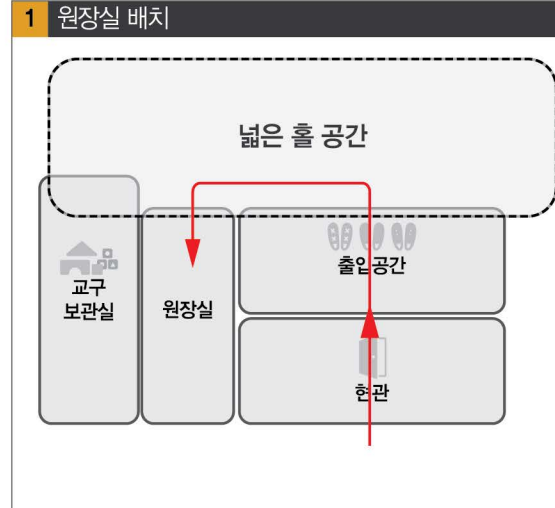 1 원장실 배치
넓은 홀 공간
출입공간
교구
보관실
원장실
현관